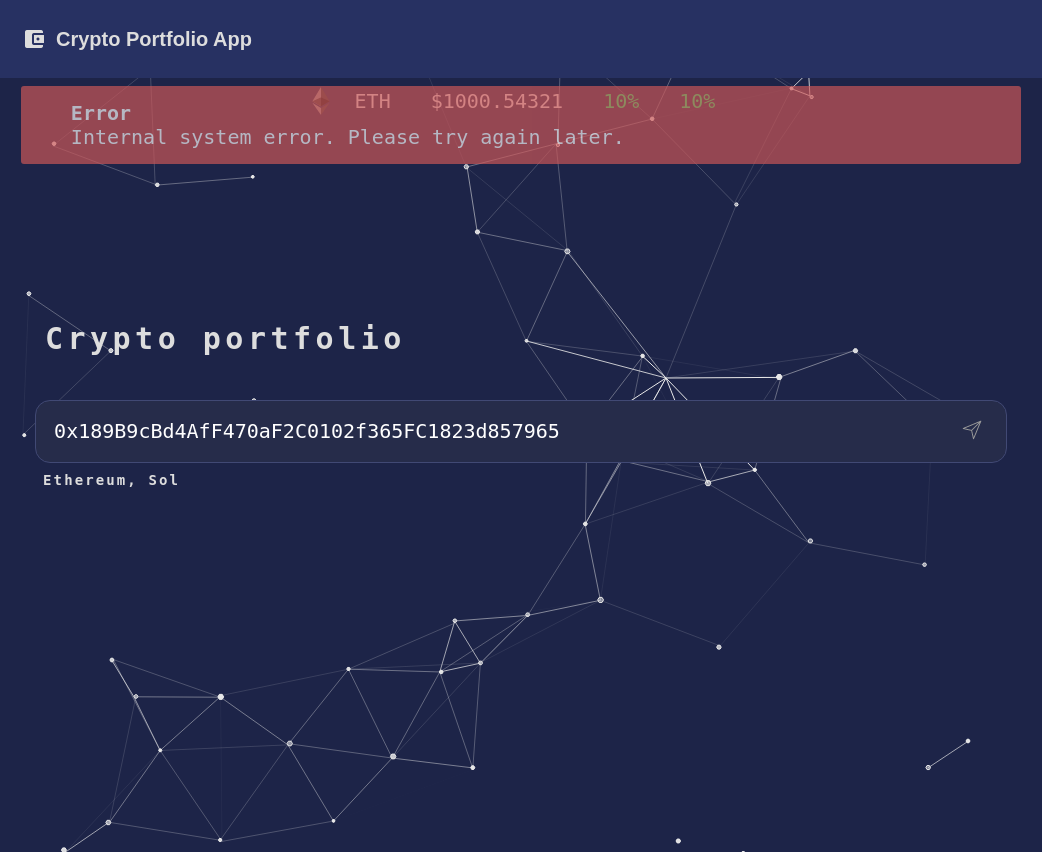 Crypto Portfolio App
ETH $1000.54321 10% 10%
Error
Internal system error. Please try again later.
Crypto portfolio
0x189B9cBd4AfF470aF2C0102f365FC1823d857965
Ethereum, Sol